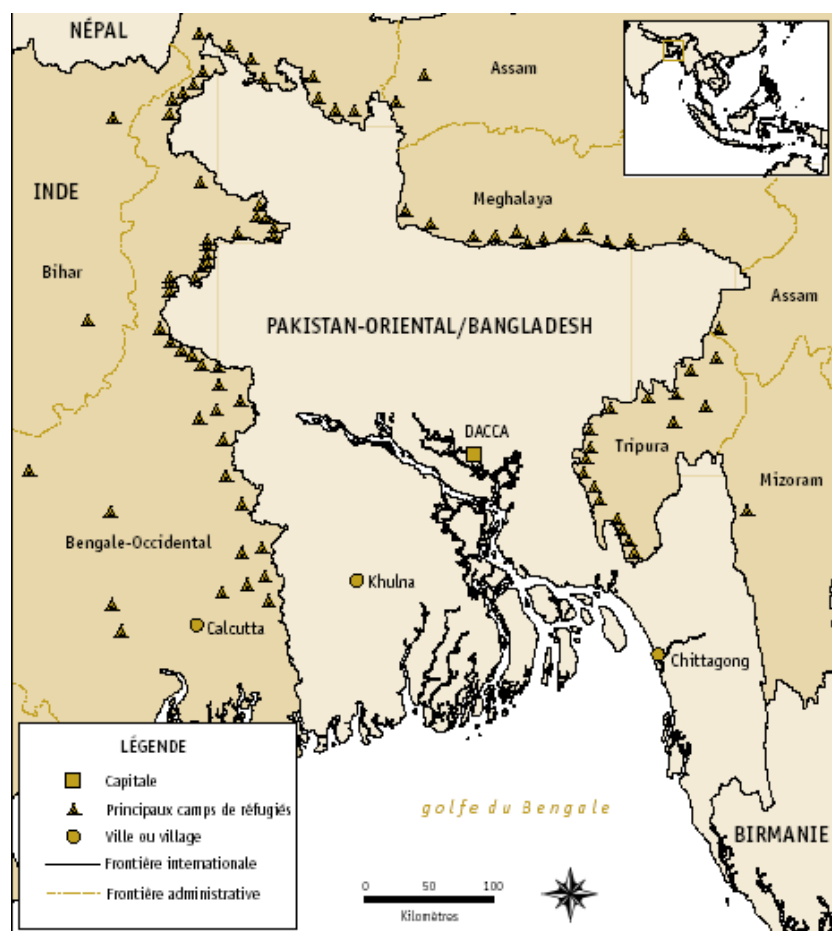 NÉPAL
Assam
INDE
Meghalaya
Bihar
Assam
PAKISTAN-ORIENTAL/BANGLADESH
DACCA
Tripura
Mizoram
Bengale-Occidental
Khulna
Calcutta
Chittagong
golfe du Bengale
BIRMANIE
LÉGENDE
Capitale
Principaux camps de réfugiés
Ville ou village
Frontière internationale
Frontière administrative
0 50 100
Kilomètres